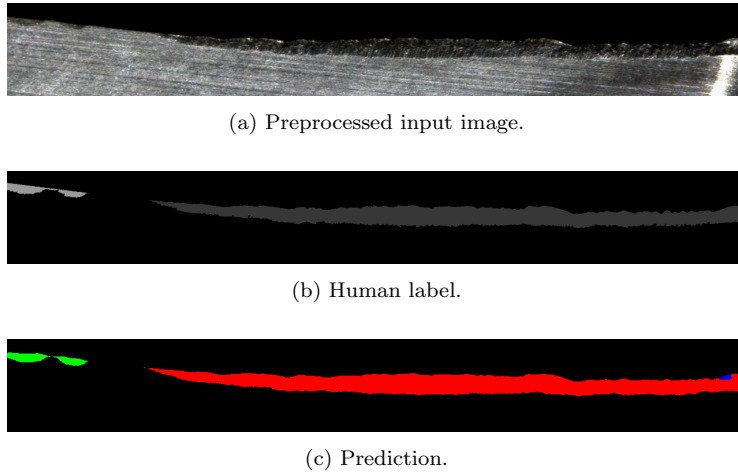 (a) Preprocessed input image.
(b) Human label.
(c) Prediction.